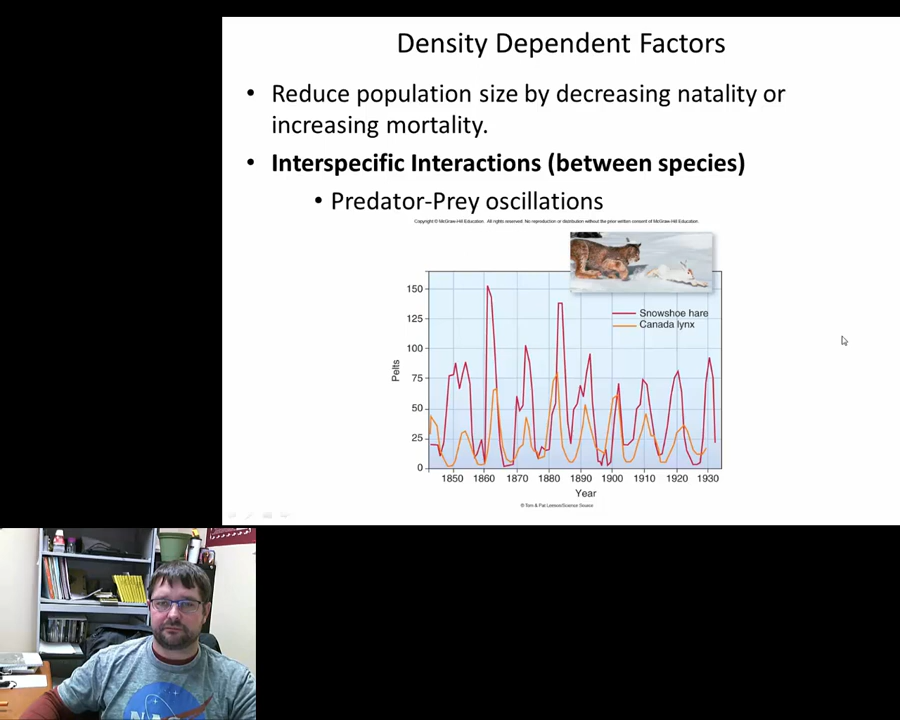 Density Dependent Factors
• Reduce population size by decreasing natality or
increasing mortality.
• Interspecific Interactions (between species)
• Predator-Prey oscillations
Copyright © McGraw-Hill Education. All rights reserved. No reproduction or distribution without the prior written consent of McGraw-Hill Education.
Snowshoe hare
Canada lynx
150
125
100
75
50
25
0
Pelts
1850 1860 1870 1880 1890 1900 1910 1920 1930
Year
© Tom & Pat Leeson/Science Source